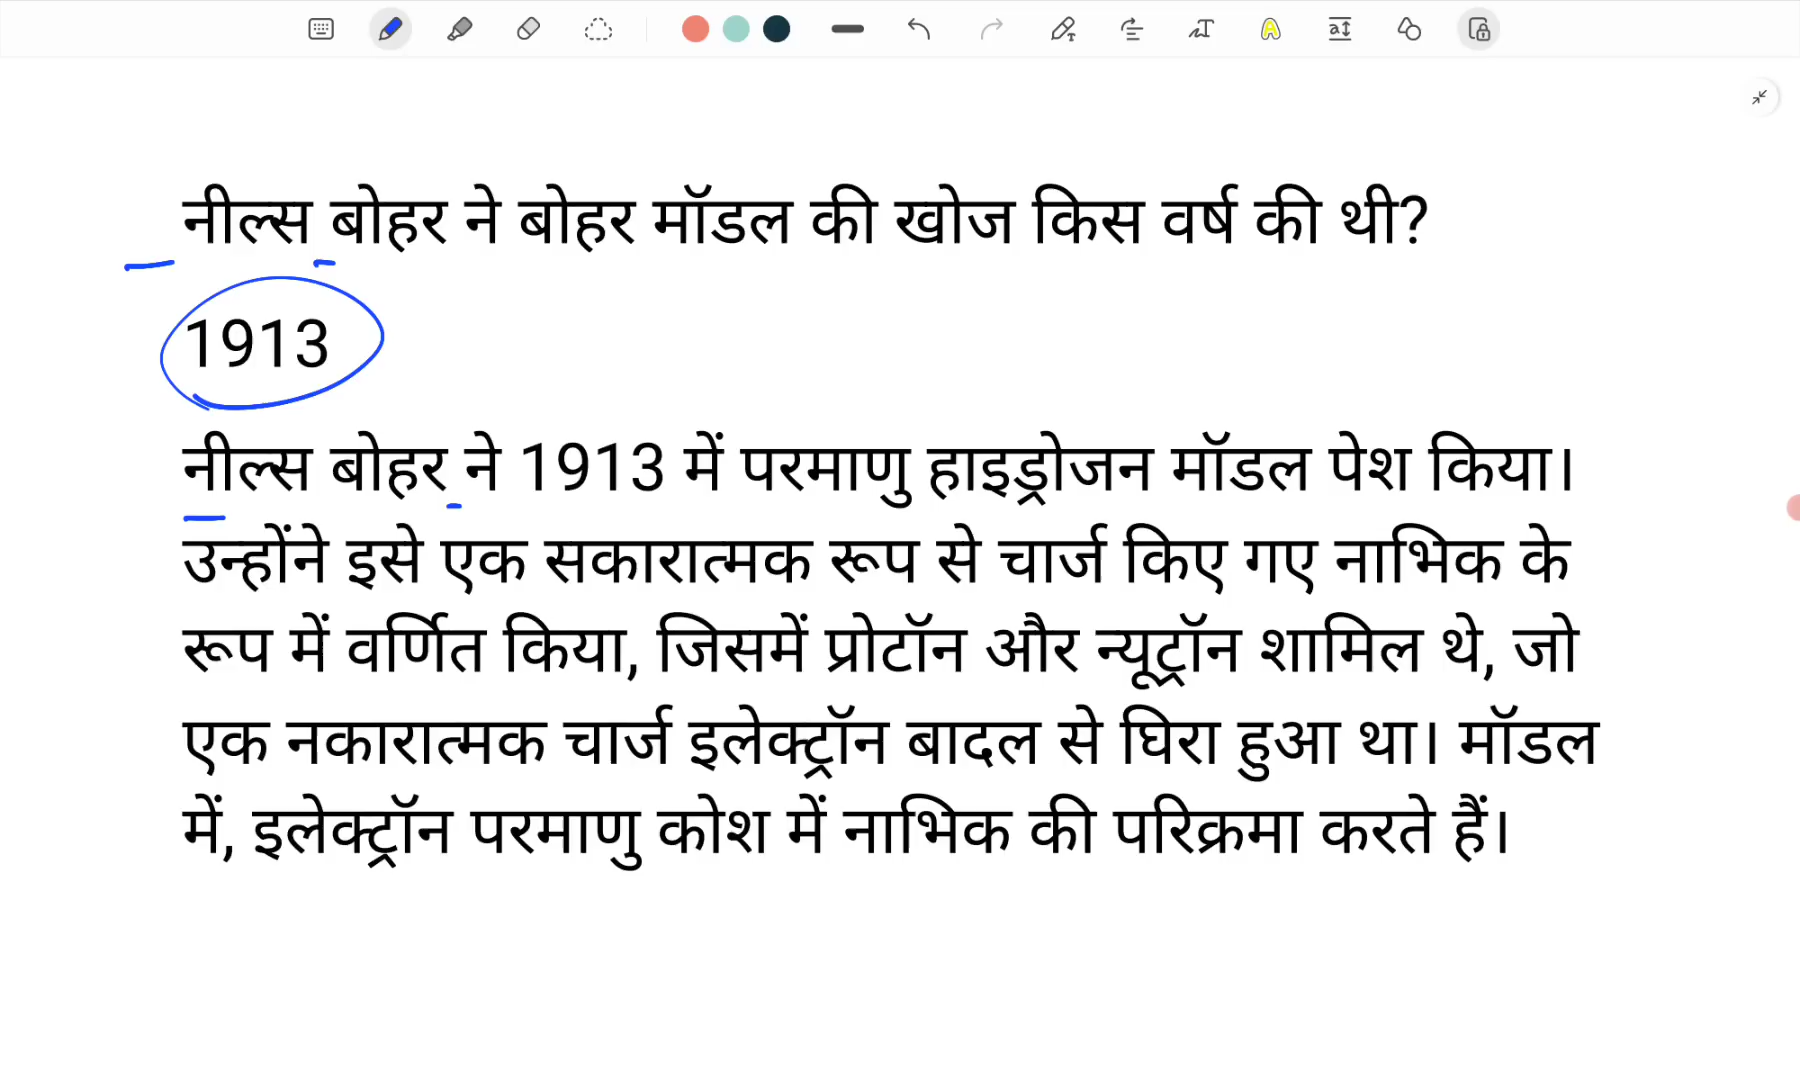 नील्स बोहर ने बोहर मॉडल की खोज किस वर्ष की थी?
1913
नील्स बोहर ने 1913 में परमाणु हाइड्रोजन मॉडल पेश किया।
उन्होंने इसे एक सकारात्मक रूप से चार्ज किए गए नाभिक के
रूप में वर्णित किया, जिसमें प्रोटॉन और न्यूट्रॉन शामिल थे, जो
एक नकारात्मक चार्ज इलेक्ट्रॉन बादल से घिरा हुआ था। मॉडल
में, इलेक्ट्रॉन परमाणु कोश में नाभिक की परिक्रमा करते हैं।